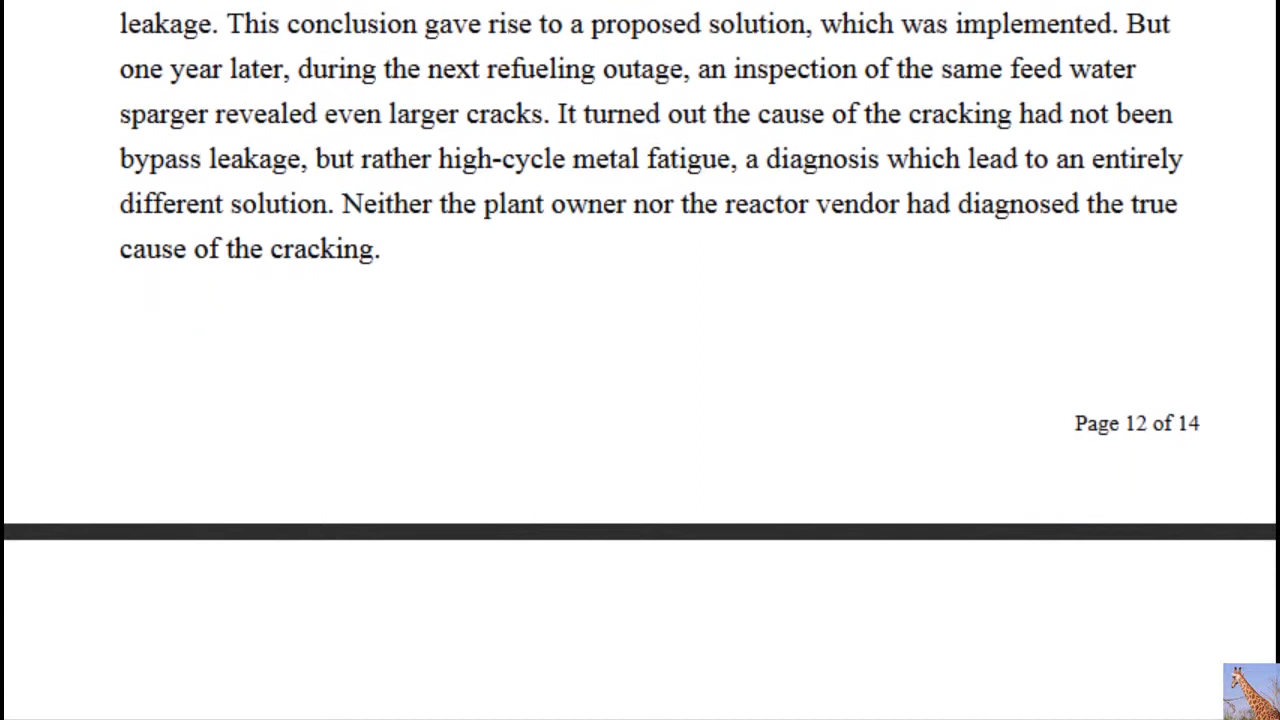 leakage. This conclusion gave rise to a proposed solution, which was implemented. But
one year later, during the next refueling outage, an inspection of the same feed water
sparger revealed even larger cracks. It turned out the cause of the cracking had not been
bypass leakage, but rather high-cycle metal fatigue, a diagnosis which lead to an entirely
different solution. Neither the plant owner nor the reactor vendor had diagnosed the true
cause of the cracking.
Page 12 of 14